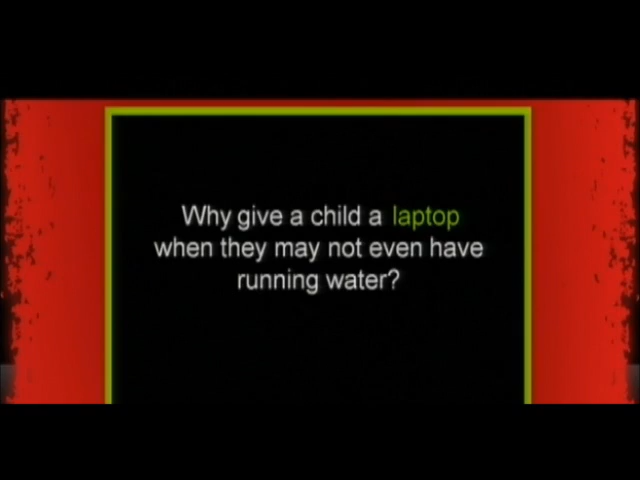 Why give a child a laptop
when they may not even have
running water?